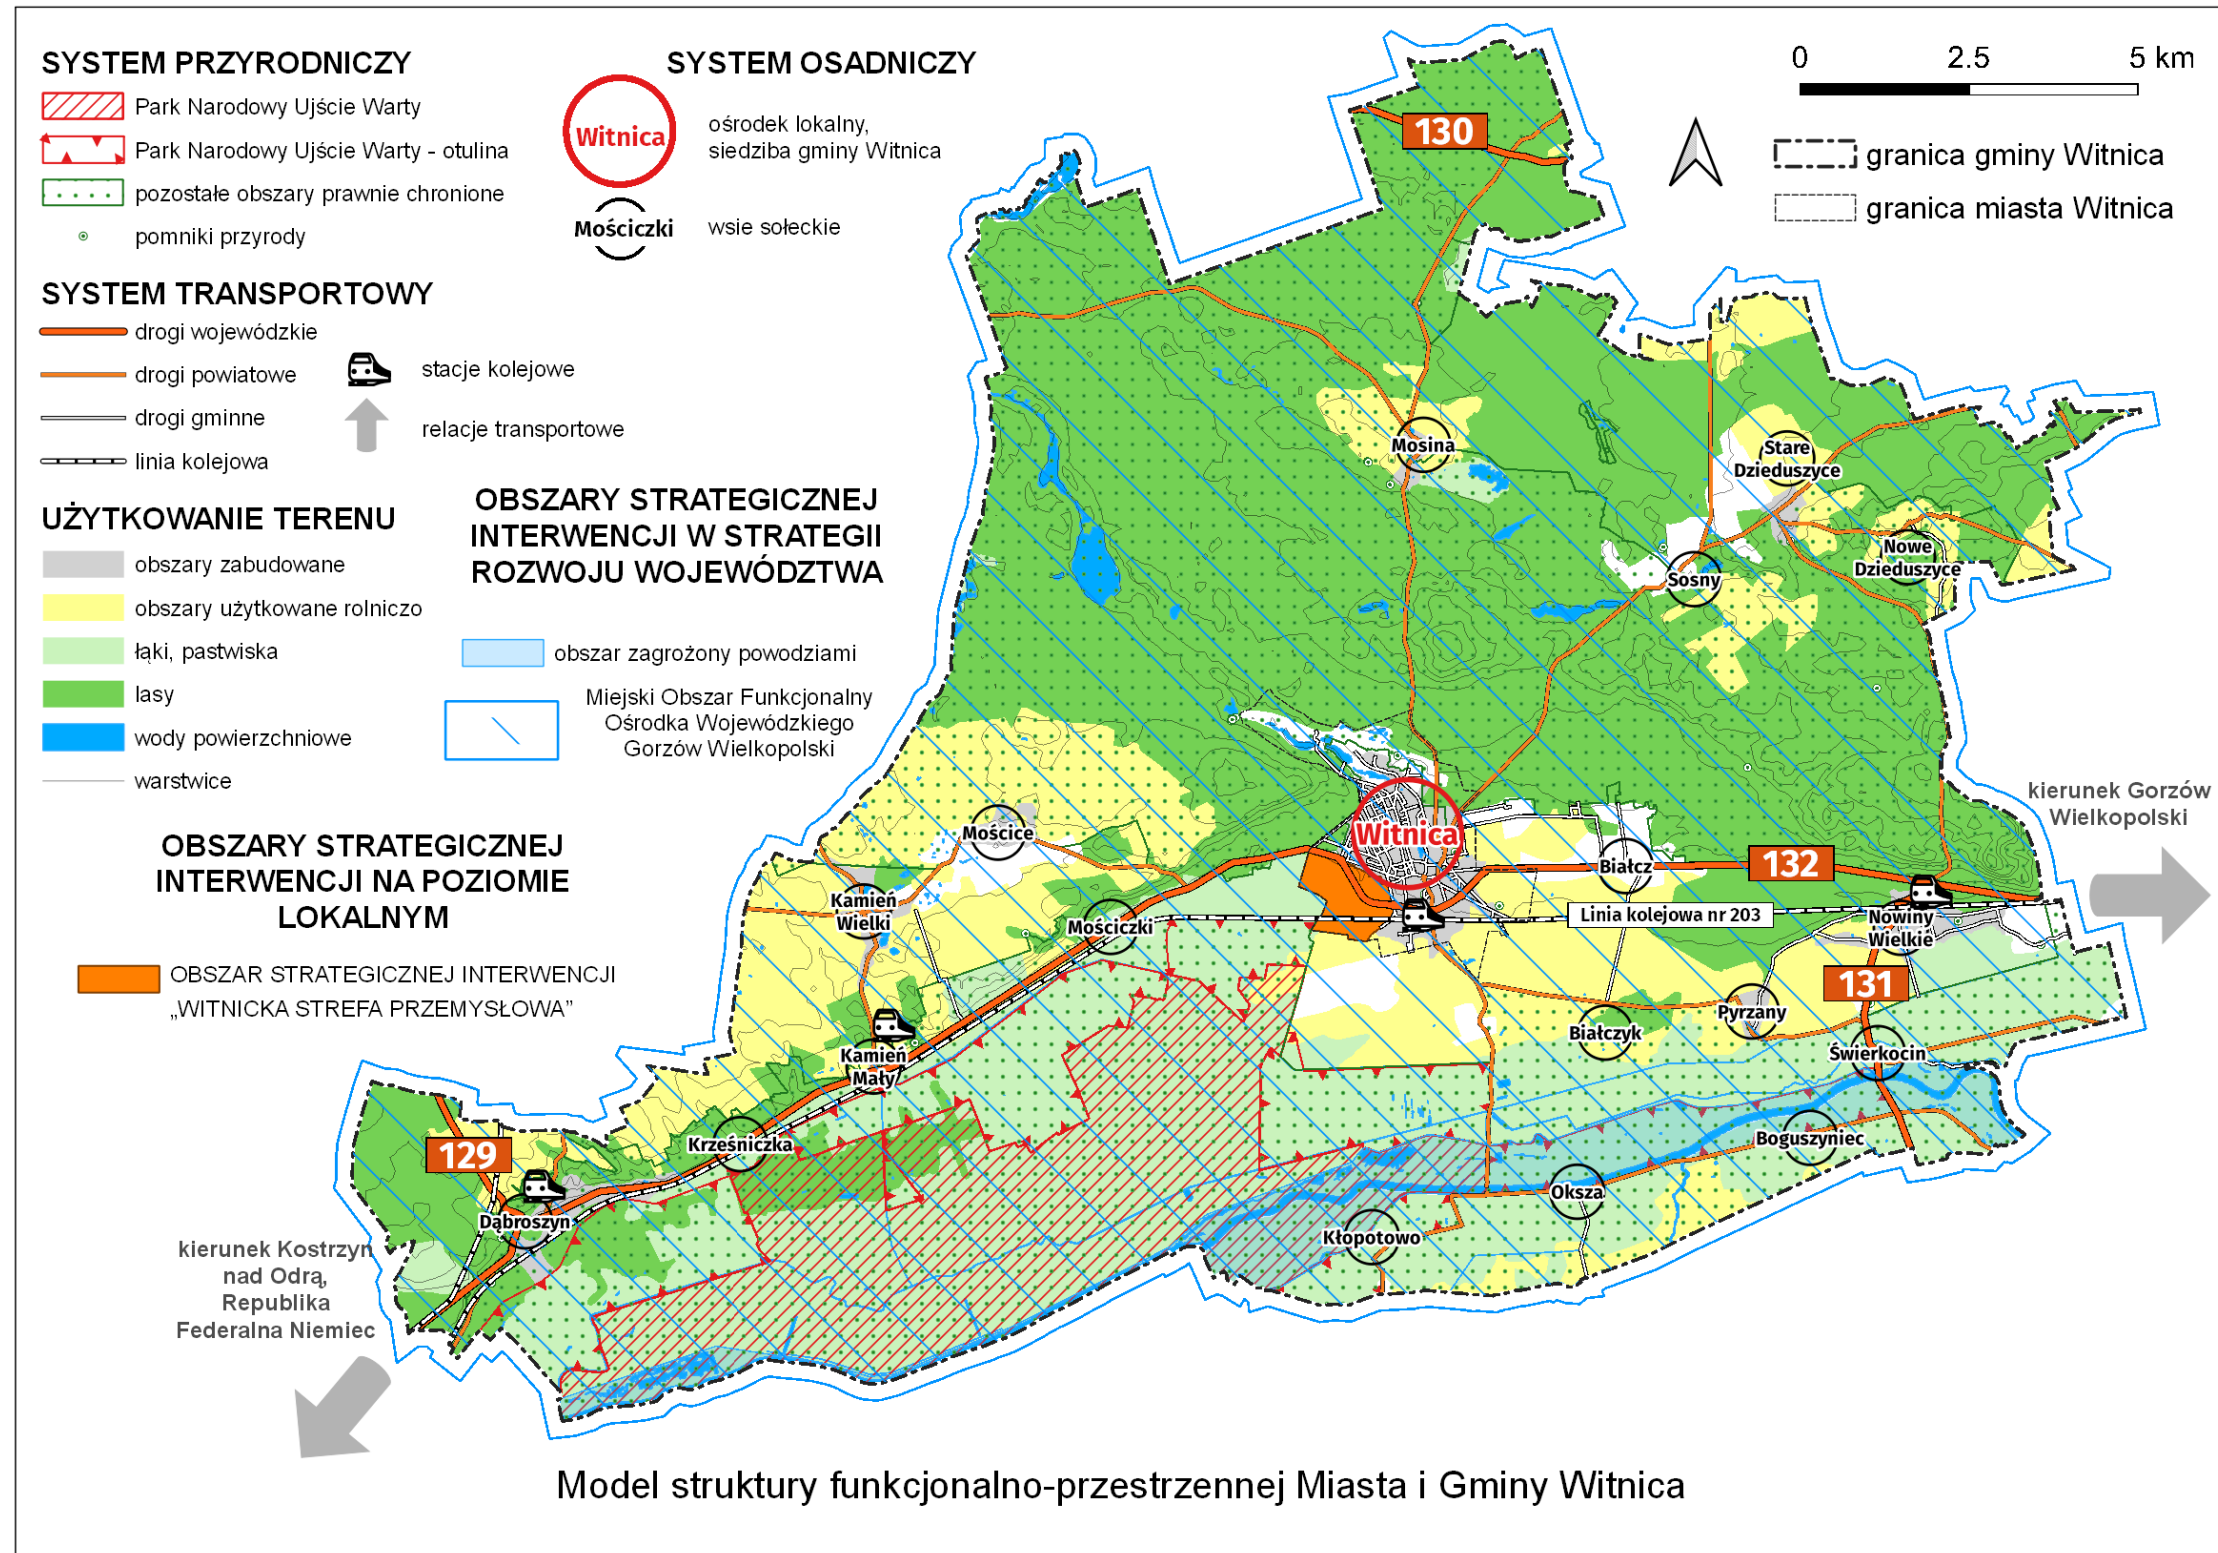 SYSTEM PRZYRODNICZY
Park Narodowy Ujście Warty
Park Narodowy Ujście Warty - otulina
pozostałe obszary prawnie chronione
pomniki przyrody
SYSTEM OSADNICZY
Witnica
ośrodek lokalny,
siedziba gminy Witnica
Mościczki
wsie sołeckie
0 2.5 5 km
granica gminy Witnica
granica miasta Witnica
SYSTEM TRANSPORTOWY
drogi wojewódzkie
drogi powiatowe
drogi gminne
linia kolejowa
stacje kolejowe
relacje transportowe
UŻYTKOWANIE TERENU
obszary zabudowane
obszary użytkowane rolniczo
łąki, pastwiska
lasy
wody powierzchniowe
warstwice
OBSZARY STRATEGICZNEJ
INTERWENCJI W STRATEGII
ROZWOJU WOJEWÓDZTWA
obszar zagrożony powodziami
Miejski Obszar Funkcjonalny
Ośrodka Wojewódzkiego
Gorzów Wielkopolski
OBSZARY STRATEGICZNEJ
INTERWENCJI NA POZIOMIE
LOKALNYM
OBSZAR STRATEGICZNEJ INTERWENCJI
„WITNICKA STREFA PRZEMYSŁOWA”
130
Mosina
Stare
Dzieduszyce
Nowe
Dzieduszyce
Sosny
kierunek Gorzów
Wielkopolski
Mościce
Witnica
Białcz
132
Kamień
Wielki
Mościczki
Linia kolejowa nr 203
Nowiny
Wielkie
131
Pyrzany
Białczyk
Kamień
Mały
Świerkocin
129
Krześniczka
Boguszyniec
Oksza
Dąbroszyn
Kłopotowo
kierunek Kostrzyn
nad Odrą,
Republika
Federalna Niemiec
Model struktury funkcjonalno-przestrzennej Miasta i Gminy Witnica